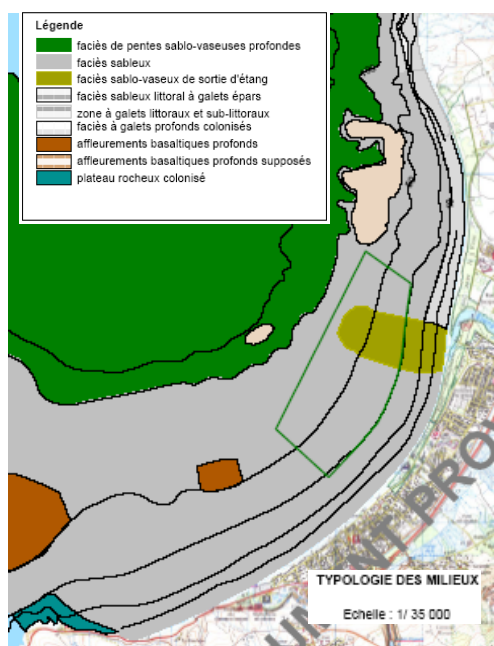 Légende
faciès de pentes sablo-vaseuses profondes
faciès sableux
faciès sablo-vaseux de sortie d'étang
faciès sableux littoral à galets épars
zone à galets littoraux et sub-littoraux
faciès à galets profonds colonisés
affleurements basaltiques profonds
affleurements basaltiques profonds supposés
plateau rocheux colonisé
UMENT PROV
TYPOLOGIE DES MILIEUX
Echelle : 1/ 35 000